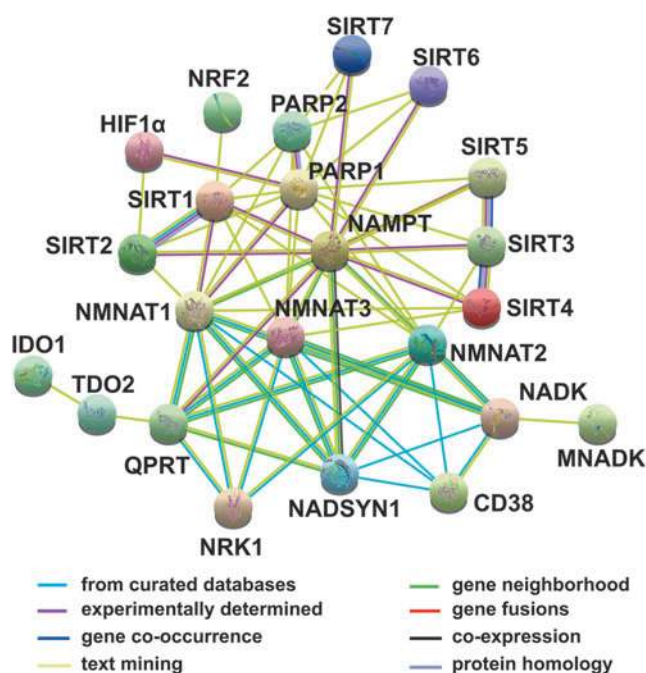 SIRT7
SIRT6
NRF2
PARP2
HIF1α
SIRT5
PARP1
SIRT1
NAMPT
SIRT2
SIRT3
NMNAT1
NMNAT3
SIRT4
IDO1
NMNAT2
TDO2
NADK
QPRT
MNADK
NADSYN1
CD38
NRK1
from curated databases
experimentally determined
gene co-occurrence
text mining
gene neighborhood
gene fusions
co-expression
protein homology